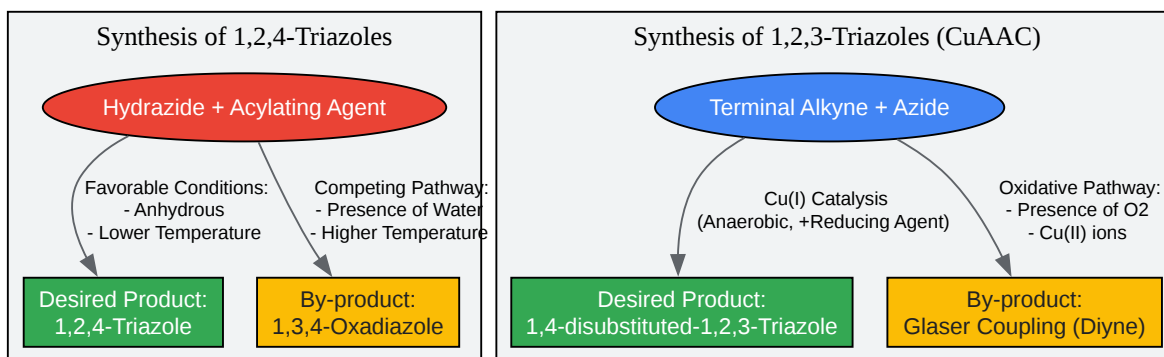 Synthesis of 1,2,4-Triazoles
Hydrazide + Acylating Agent
Favorable Conditions:
- Anhydrous
- Lower Temperature
Competing Pathway:
- Presence of Water
- Higher Temperature
Desired Product:
1,2,4-Triazole
By-product:
1,3,4-Oxadiazole
Synthesis of 1,2,3-Triazoles (CuAAC)
Terminal Alkyne + Azide
Cu(I) Catalysis
(Anaerobic, +Reducing Agent)
Oxidative Pathway:
- Presence of O2
- Cu(II) ions
Desired Product:
1,4-disubstituted-1,2,3-Triazole
By-product:
Glaser Coupling (Diyne)